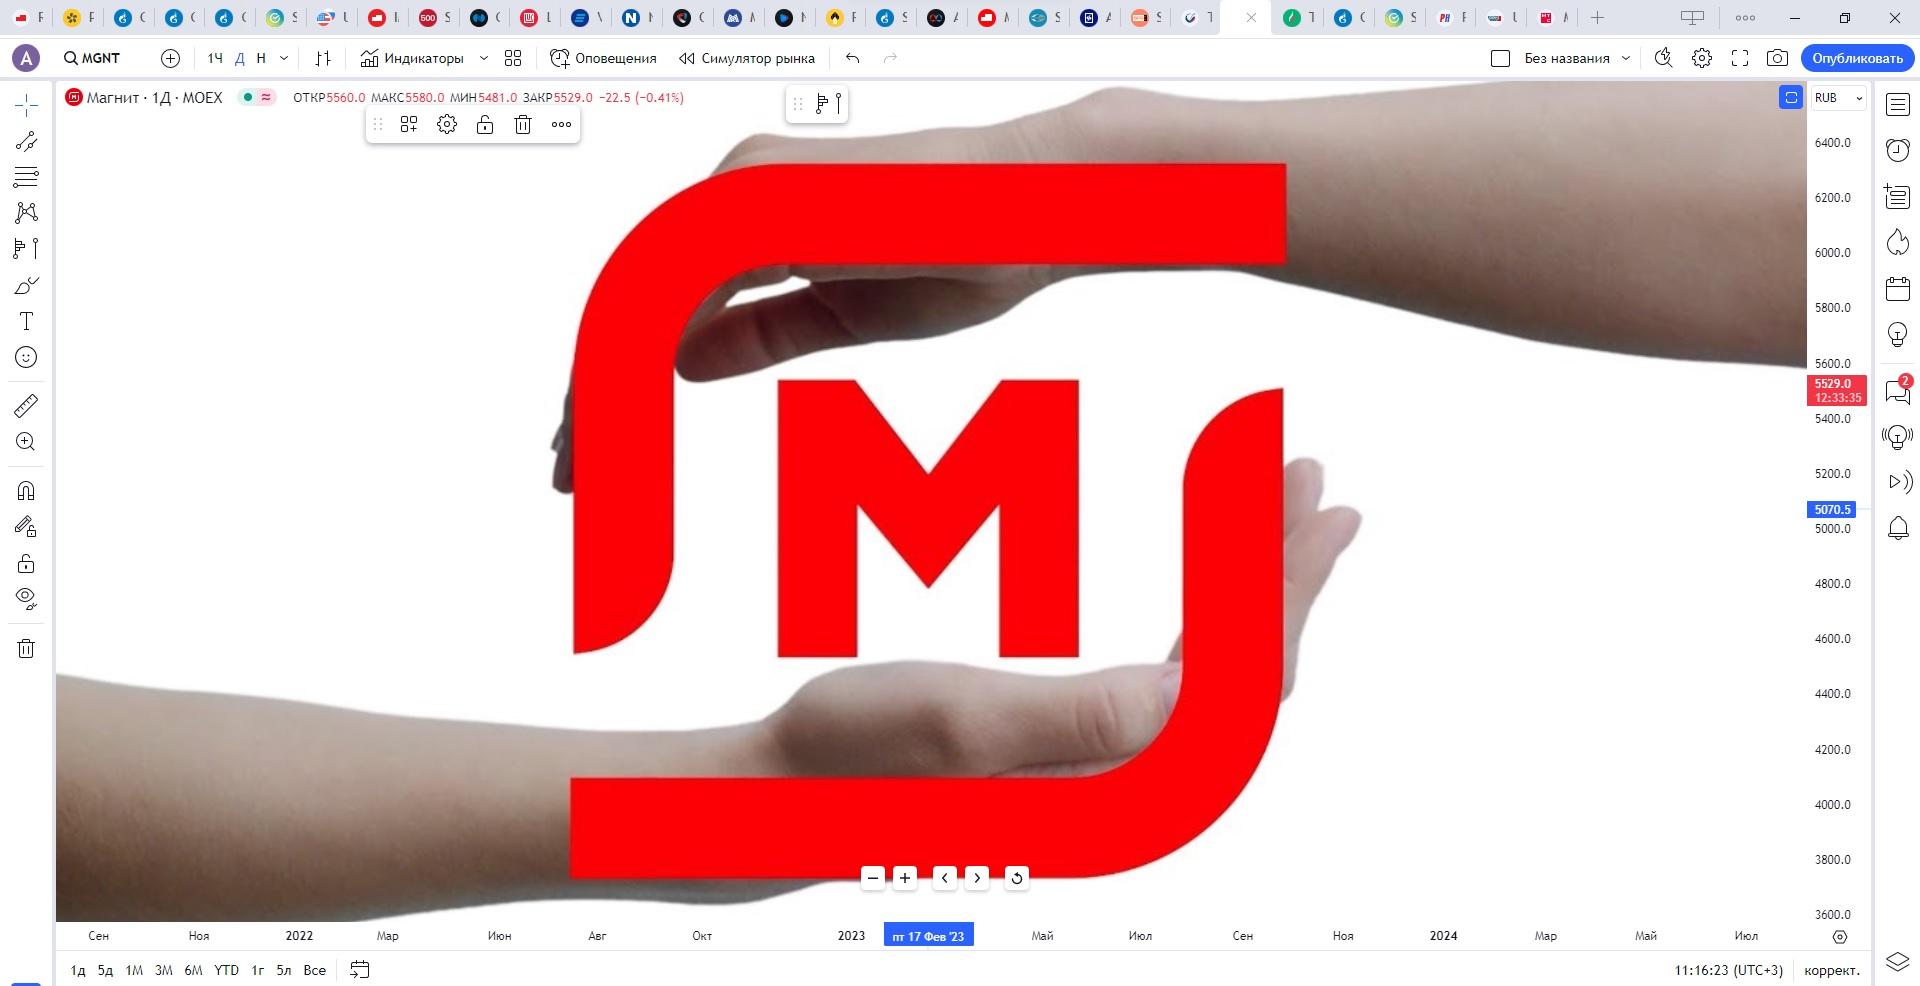 A
MGNT
1Ч Д Н
Индикаторы
Оповещения
Симулятор рынка
Без названия
Опубликовать
Магнит · 1Д · MOEX
ОТКР5560.0 МАКС5580.0 МИН5481.0 ЗАКР5529.0 −22.5 (−0.41%)
RUB
6400.0
6200.0
6000.0
5800.0
5600.0
5529.0
12:33:35
5400.0
5200.0
5070.5
5000.0
4800.0
4600.0
4400.0
4200.0
4000.0
3800.0
3600.0
2
М
Сен Ноя 2022 Мар Июн Авг Окт 2023 пт 17 Фев '23 Май Июл Сен Ноя 2024 Мар Май Июл
1д 5д 1М 3М 6М YTD 1г 5л Все
11:16:23 (UTC+3) коррект.